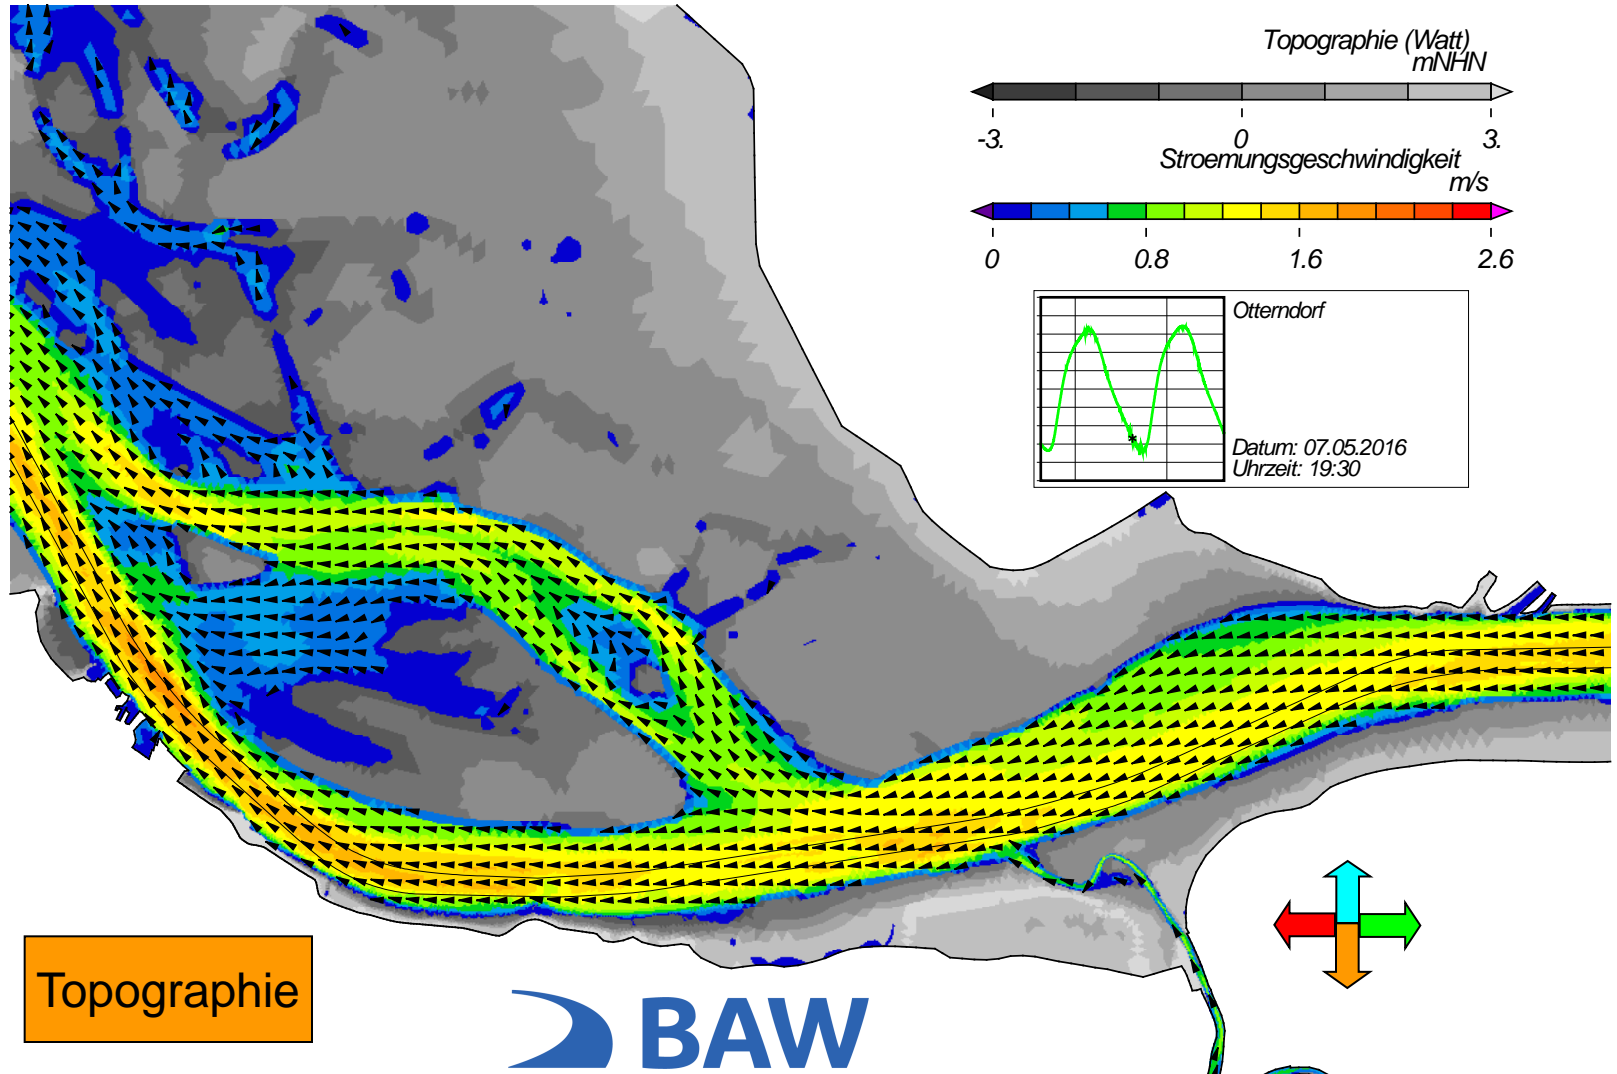 Topographie (Watt)
mNHN
-3. 0 3.
Stroemungsgeschwindigkeit
m/s
0 0.8 1.6 2.6
Otterndorf
Datum: 07.05.2016
Uhrzeit: 19:30
Topographie
BAW